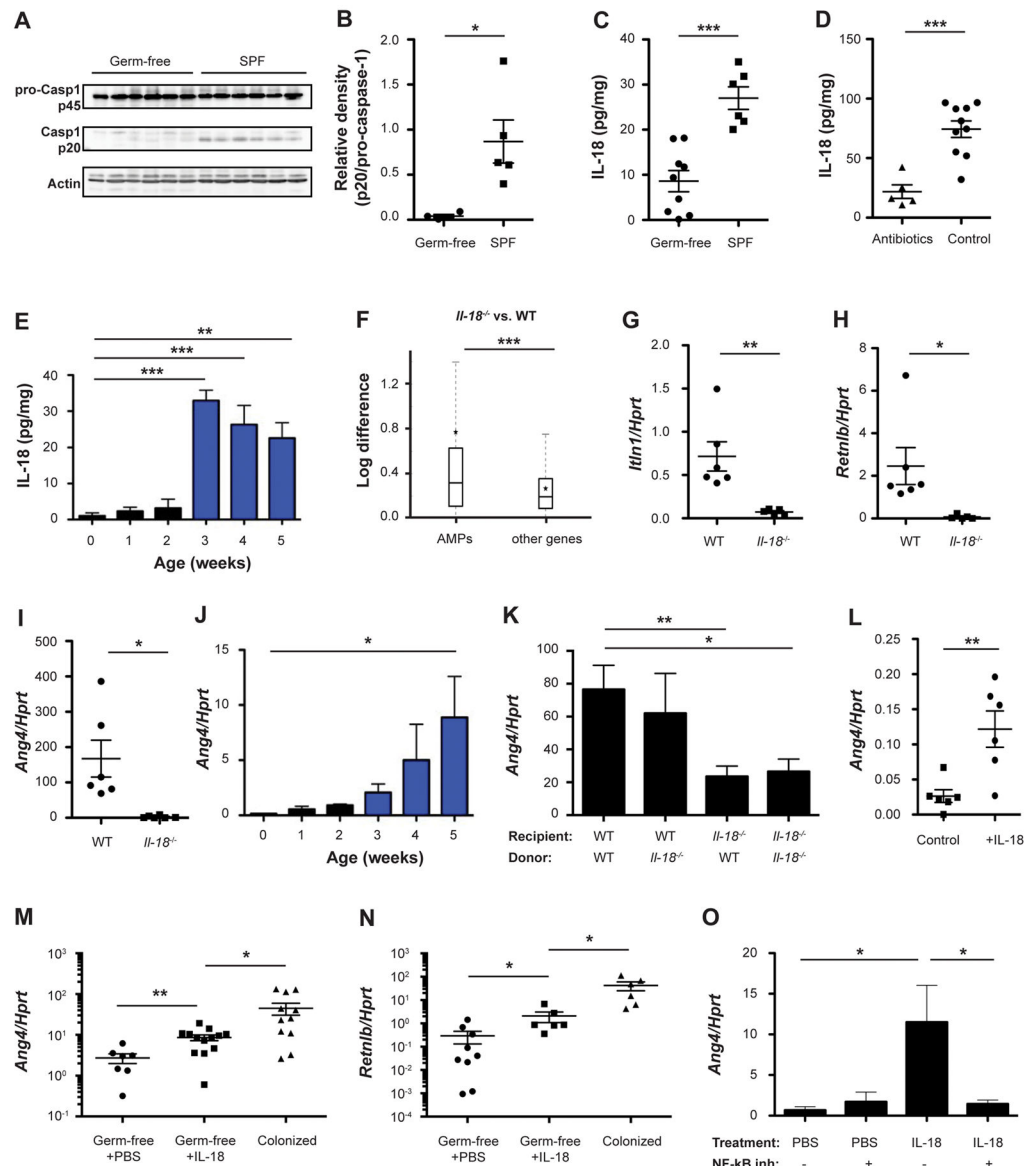 A
Germ-free SPF
pro-Casp1
p45
Casp1
p20
Actin
B
*
Relative density
(p20/pro-caspase-1)
2.0
1.5
1.0
0.5
0.0
Germ-free SPF
C
***
IL-18 (pg/mg)
40
30
20
10
0
Germ-free SPF
D
***
IL-18 (pg/mg)
150
100
50
0
Antibiotics Control
E
**
***
***
IL-18 (pg/mg)
40
30
20
10
0
0 1 2 3 4 5
Age (weeks)
F
Il-18-/- vs. WT
***
Log difference
1.2
0.8
0.4
0.0
AMPs other genes
G
**
Itln1/Hprt
2.0
1.5
1.0
0.5
0.0
WT Il-18-/-
H
*
Retnlb/Hprt
8
6
4
2
0
WT Il-18-/-
I
*
Ang4/Hprt
500
400
300
200
100
0
WT Il-18-/-
J
*
Ang4/Hprt
15
10
5
0
0 1 2 3 4 5
Age (weeks)
K
**
*
Ang4/Hprt
100
80
60
40
20
0
Recipient: WT WT Il-18-/- Il-18-/-
Donor: WT Il-18-/- WT Il-18-/-
L
**
Ang4/Hprt
0.25
0.20
0.15
0.10
0.05
0.00
Control +IL-18
M
*
**
Ang4/Hprt
10³
10²
10¹
10⁰
10⁻¹
Germ-free Germ-free Colonized
+PBS +IL-18
N
*
*
Retnlb/Hprt
10³
10²
10¹
10⁰
10⁻¹
10⁻²
10⁻³
10⁻⁴
Germ-free Germ-free Colonized
+PBS +IL-18
O
* *
Ang4/Hprt
20
15
10
5
0
Treatment: PBS PBS IL-18 IL-18
NF-kB inh: - + - +